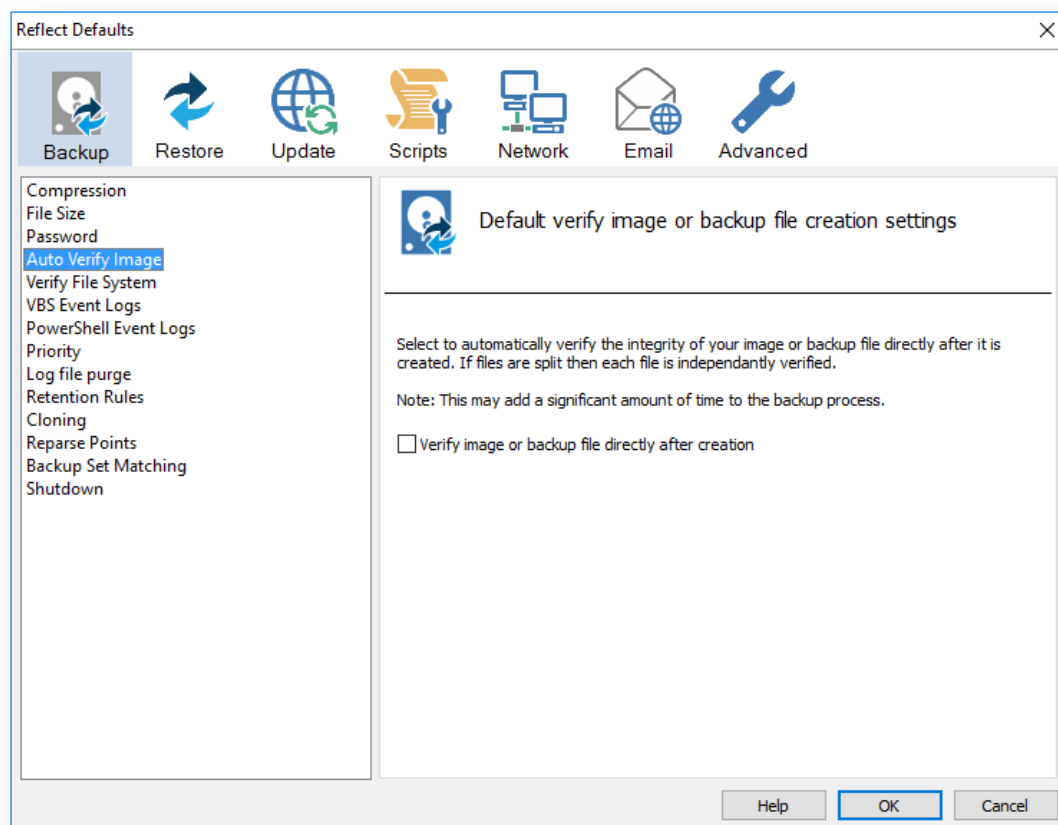 Reflect Defaults
Backup Restore Update Scripts Network Email Advanced
Compression
File Size
Password
Auto Verify Image
Verify File System
VBS Event Logs
PowerShell Event Logs
Priority
Log file purge
Retention Rules
Cloning
Reparse Points
Backup Set Matching
Shutdown
Default verify image or backup file creation settings
Select to automatically verify the integrity of your image or backup file directly after it is
created. If files are split then each file is independantly verified.
Note: This may add a significant amount of time to the backup process.
Verify image or backup file directly after creation
Help OK Cancel